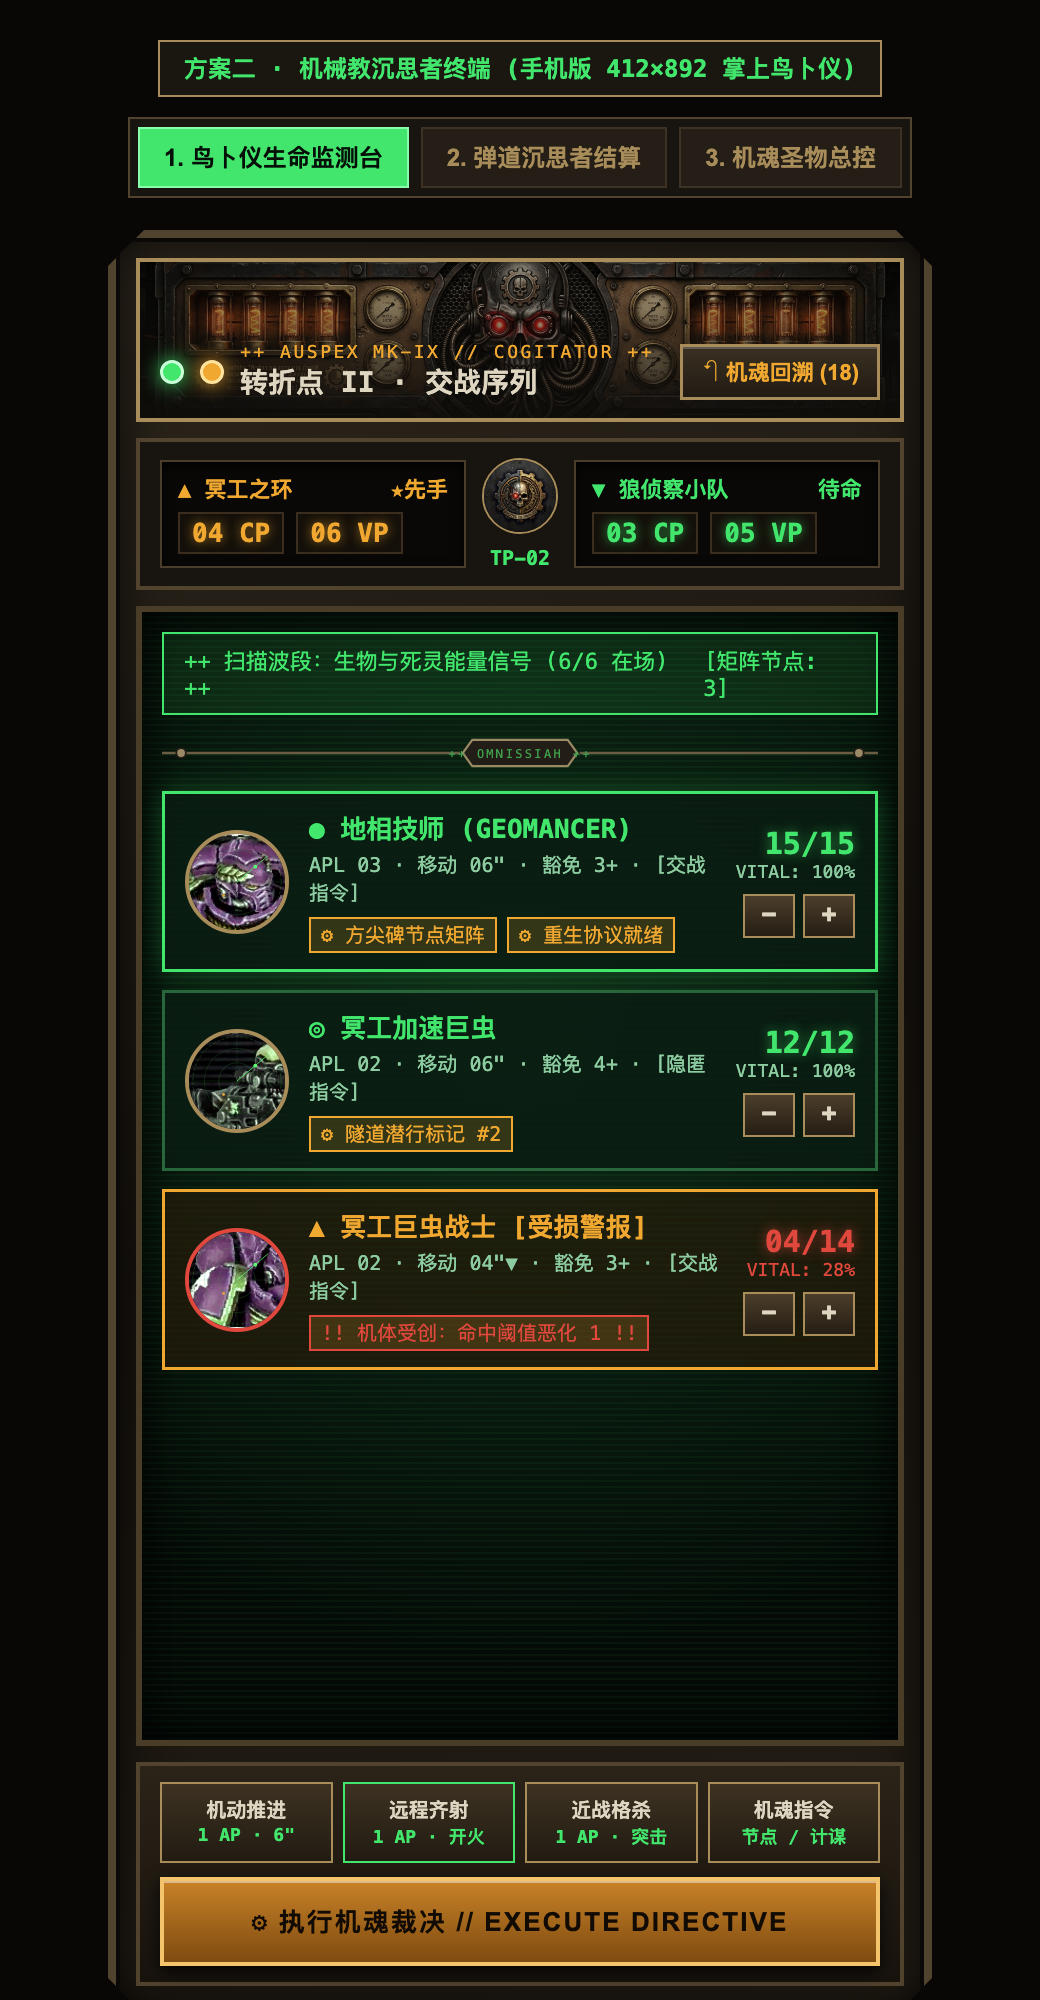 方案二 · 机械教沉思者终端 (手机版 412×892 掌上鸟卜仪)
1. 鸟卜仪生命监测台
2. 弹道沉思者结算
3. 机魂圣物总控
++ AUSPEX MK-IX // COGITATOR ++
转折点 II · 交战序列
机魂回溯 (18)
▲ 冥工之环
★先手
04 CP
06 VP
TP-02
▼ 狼侦察小队
待命
03 CP
05 VP
++ 扫描波段: 生物与死灵能量信号 (6/6 在场)
++
[矩阵节点:
3]
++ OMNISSIAH ++
● 地相技师 (GEOMANCER)
APL 03 · 移动 06" · 豁免 3+ · [交战
指令]
⚙ 方尖碑节点矩阵
⚙ 重生协议就绪
15/15
VITAL: 100%
− +
◎ 冥工加速巨虫
APL 02 · 移动 06" · 豁免 4+ · [隐匿
指令]
⚙ 隧道潜行标记 #2
12/12
VITAL: 100%
− +
▲ 冥工巨虫战士 [受损警报]
APL 02 · 移动 04"▼ · 豁免 3+ · [交战
指令]
!! 机体受创: 命中阈值恶化 1 !!
04/14
VITAL: 28%
− +
机动推进
1 AP · 6"
远程齐射
1 AP · 开火
近战格杀
1 AP · 突击
机魂指令
节点 / 计谋
⚙ 执行机魂裁决 // EXECUTE DIRECTIVE